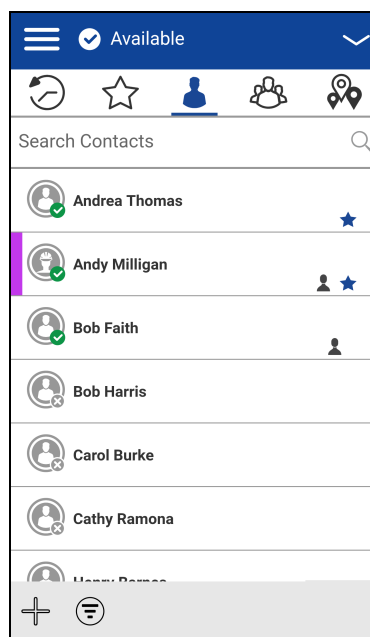 Available
Search Contacts
Andrea Thomas
Andy Milligan
Bob Faith
Bob Harris
Carol Burke
Cathy Ramona